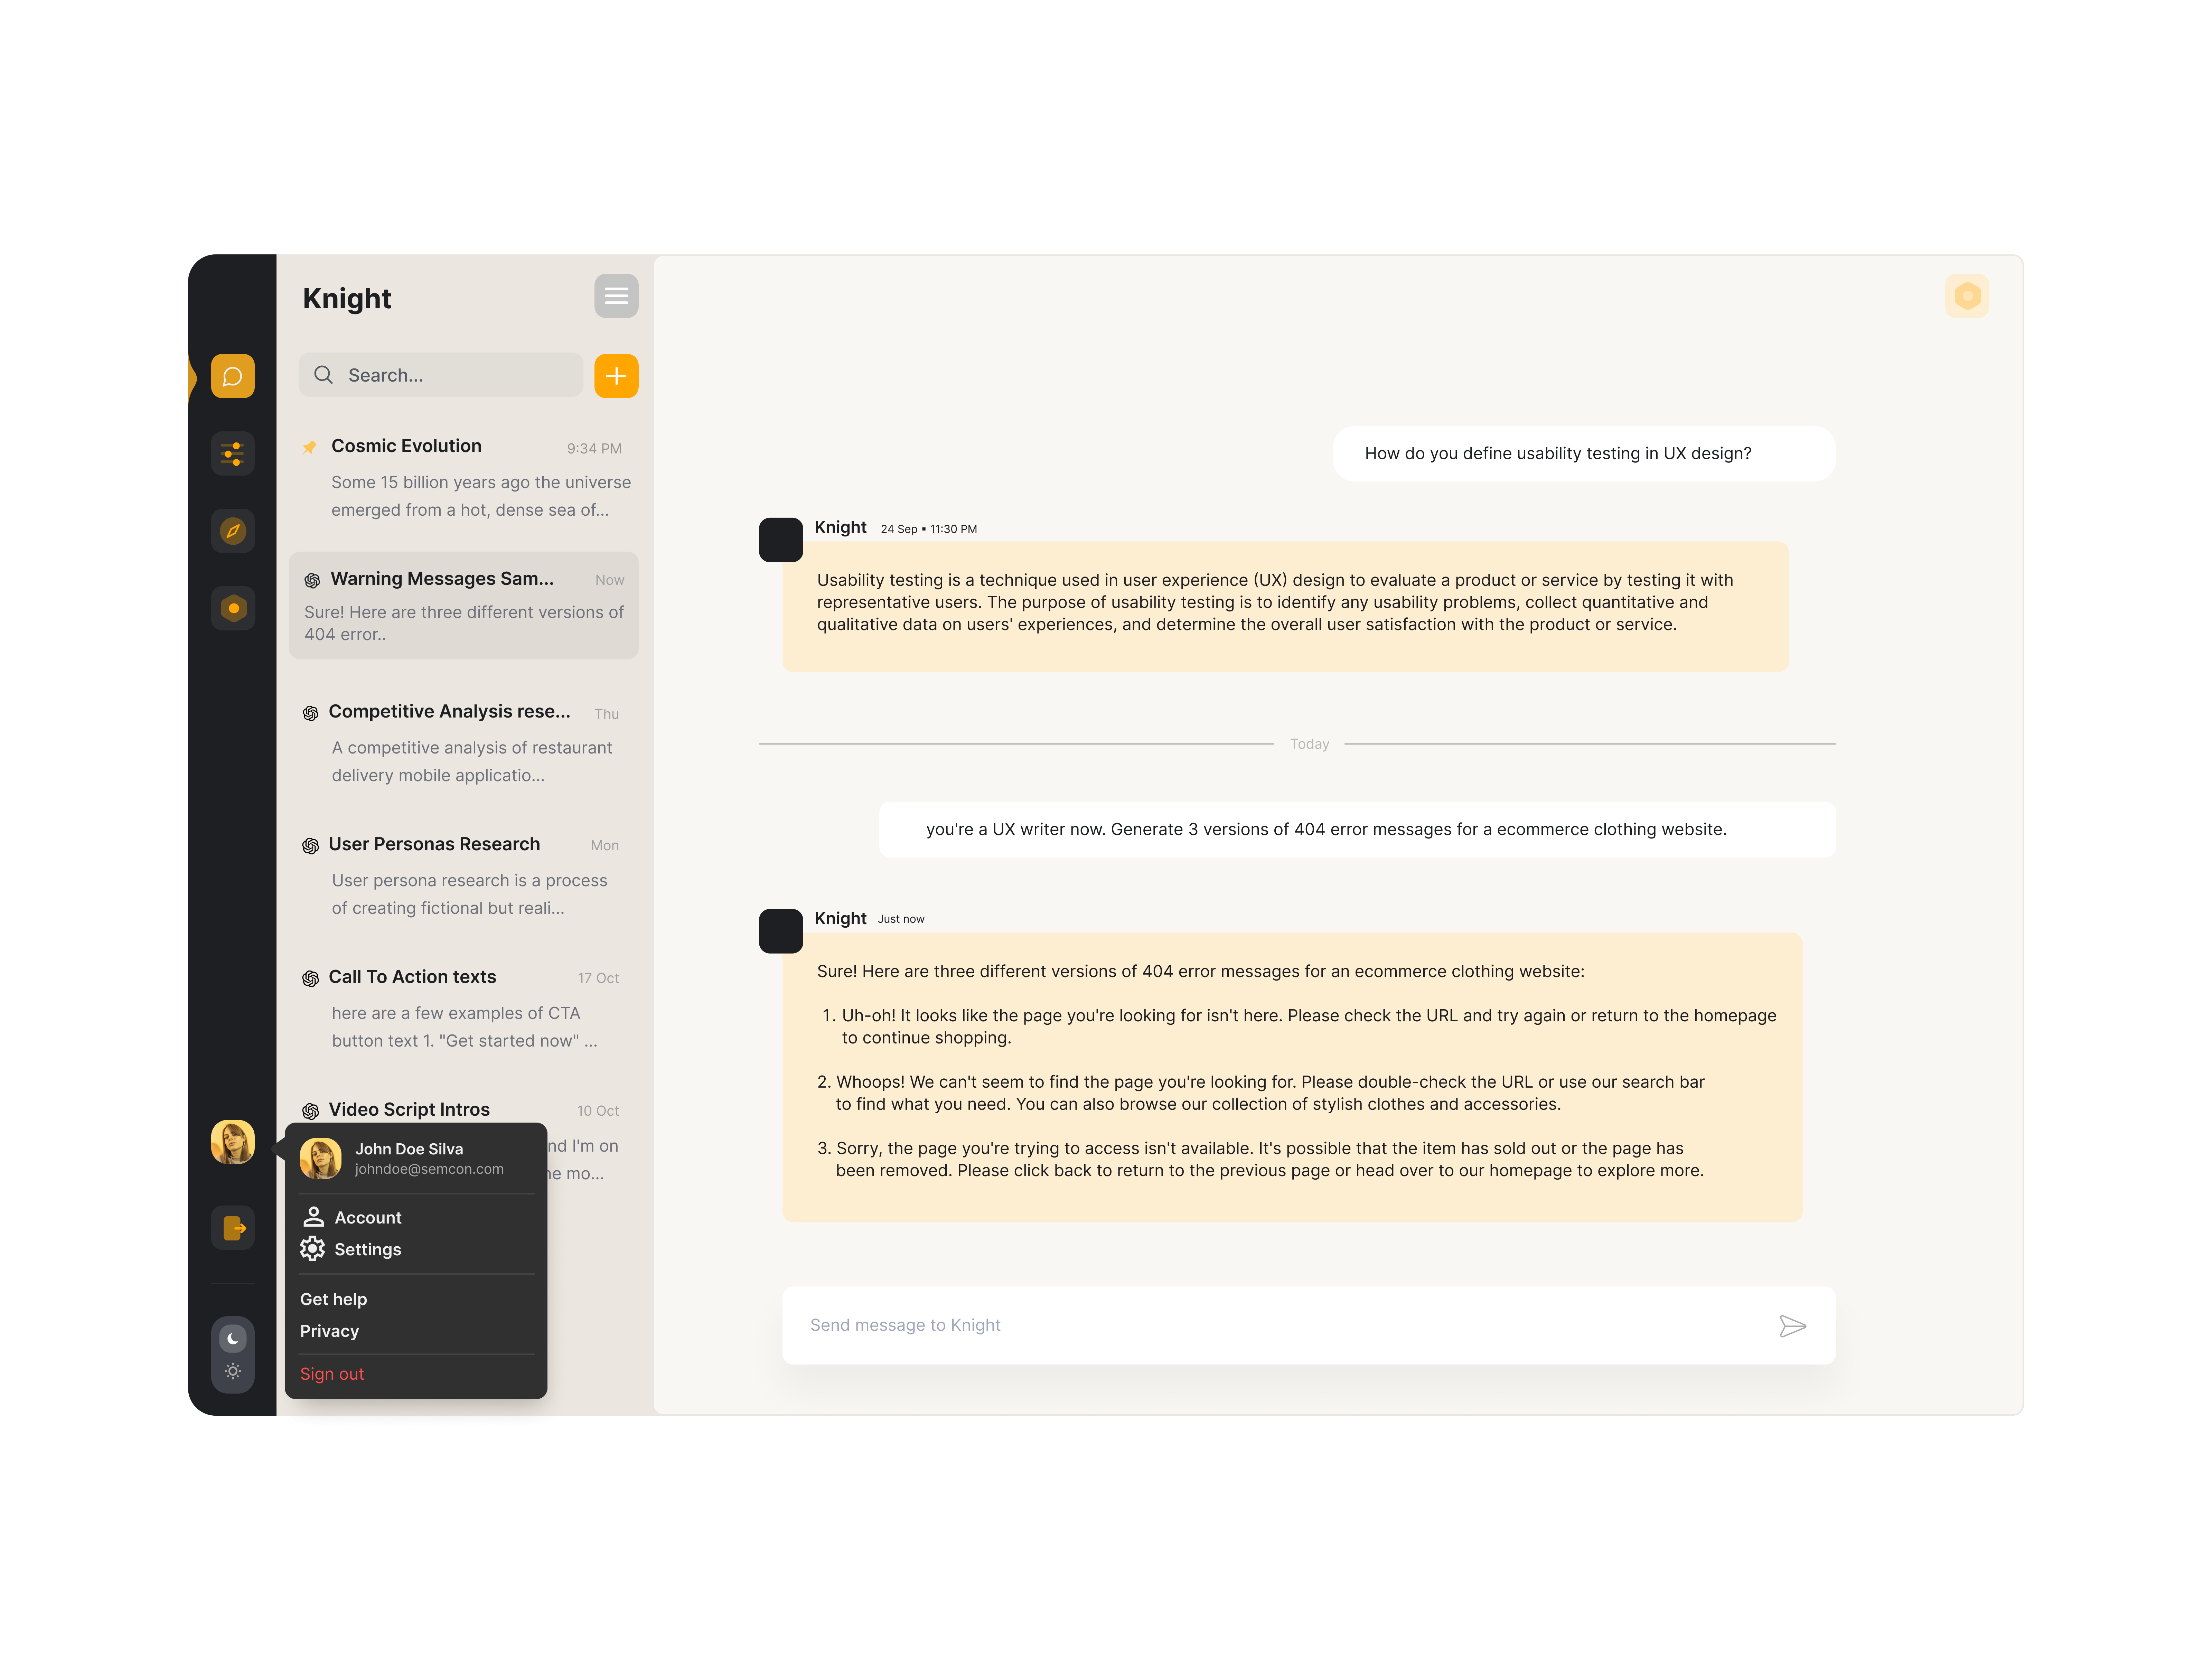 Knight
Search...
Cosmic Evolution
9:34 PM
Some 15 billion years ago the universe
emerged from a hot, dense sea of...
Warning Messages Sam...
Now
Sure! Here are three different versions of
404 error..
Competitive Analysis rese...
Thu
A competitive analysis of restaurant
delivery mobile applicatio...
User Personas Research
Mon
User persona research is a process
of creating fictional but reali...
Call To Action texts
17 Oct
here are a few examples of CTA
button text 1. "Get started now" ...
Video Script Intros
10 Oct
I'm on
mo...
John Doe Silva
johndoe@semcon.com
Account
Settings
Get help
Privacy
Sign out
How do you define usability testing in UX design?
Knight 24 Sep • 11:30 PM
Usability testing is a technique used in user experience (UX) design to evaluate a product or service by testing it with
representative users. The purpose of usability testing is to identify any usability problems, collect quantitative and
qualitative data on users' experiences, and determine the overall user satisfaction with the product or service.
Today
you're a UX writer now. Generate 3 versions of 404 error messages for a ecommerce clothing website.
Knight Just now
Sure! Here are three different versions of 404 error messages for an ecommerce clothing website:
1. Uh-oh! It looks like the page you're looking for isn't here. Please check the URL and try again or return to the homepage
to continue shopping.
2. Whoops! We can't seem to find the page you're looking for. Please double-check the URL or use our search bar
to find what you need. You can also browse our collection of stylish clothes and accessories.
3. Sorry, the page you're trying to access isn't available. It's possible that the item has sold out or the page has
been removed. Please click back to return to the previous page or head over to our homepage to explore more.
Send message to Knight